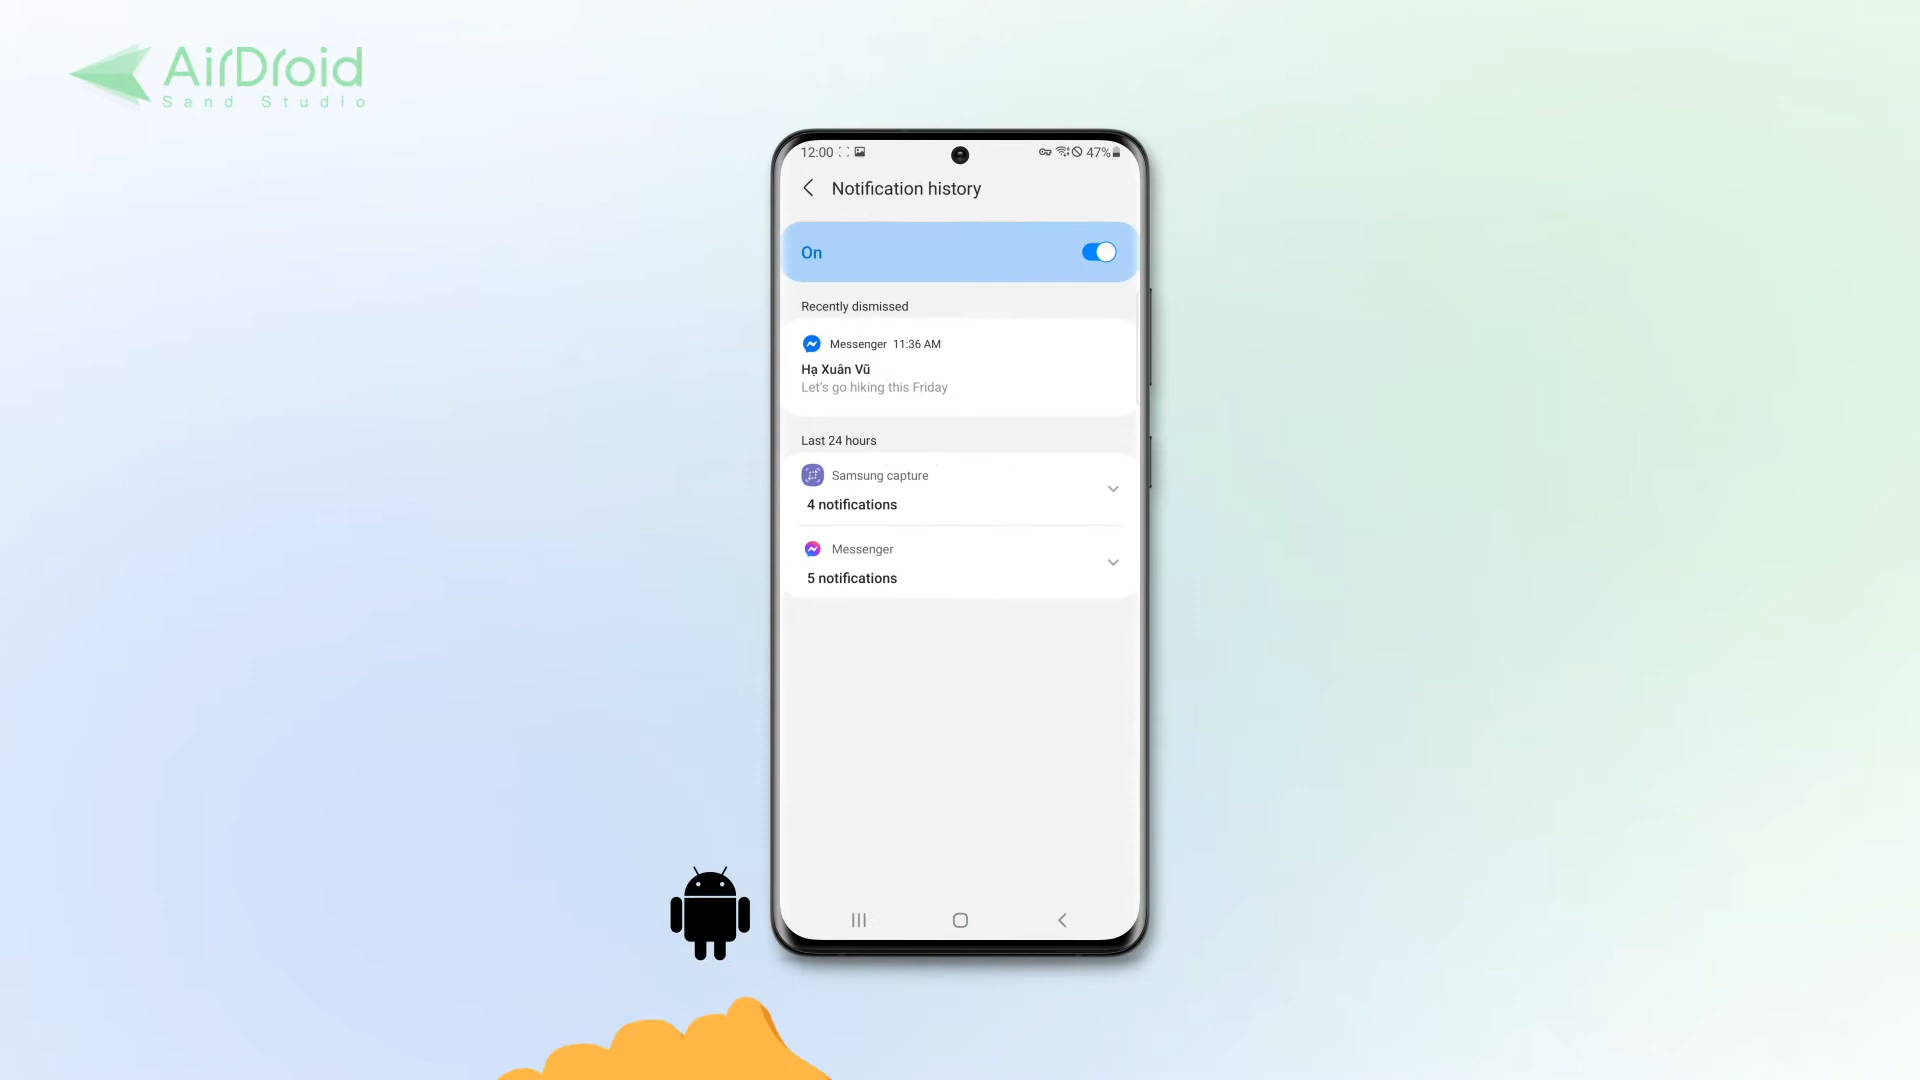 AirDroid
Sand Studio
12:00 47%
Notification history
On
Recently dismissed
Messenger 11:36 AM
Hạ Xuân Vũ
Let's go hiking this Friday
Last 24 hours
Samsung capture
4 notifications
Messenger
5 notifications